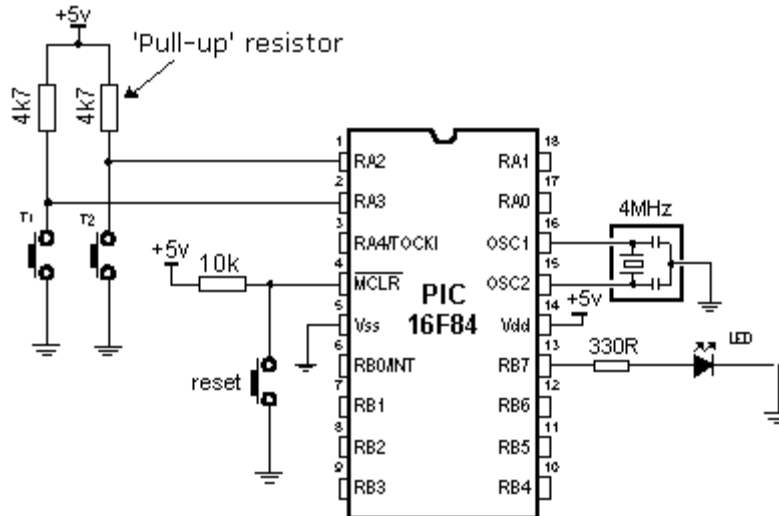 +5v
'Pull-up' resistor
4k7
4k7
T1
T2
+5v
10k
reset
1
RA2
2
RA3
3
RA4/TOCKI
4
MCLR
5
Vss
6
RB0/INT
7
RB1
8
RB2
9
RB3
PIC
16F84
18
RA1
17
RA0
16
OSC1
15
OSC2
14
Vdd
13
RB7
12
RB6
11
RB5
10
RB4
4MHz
+5v
330R
LED